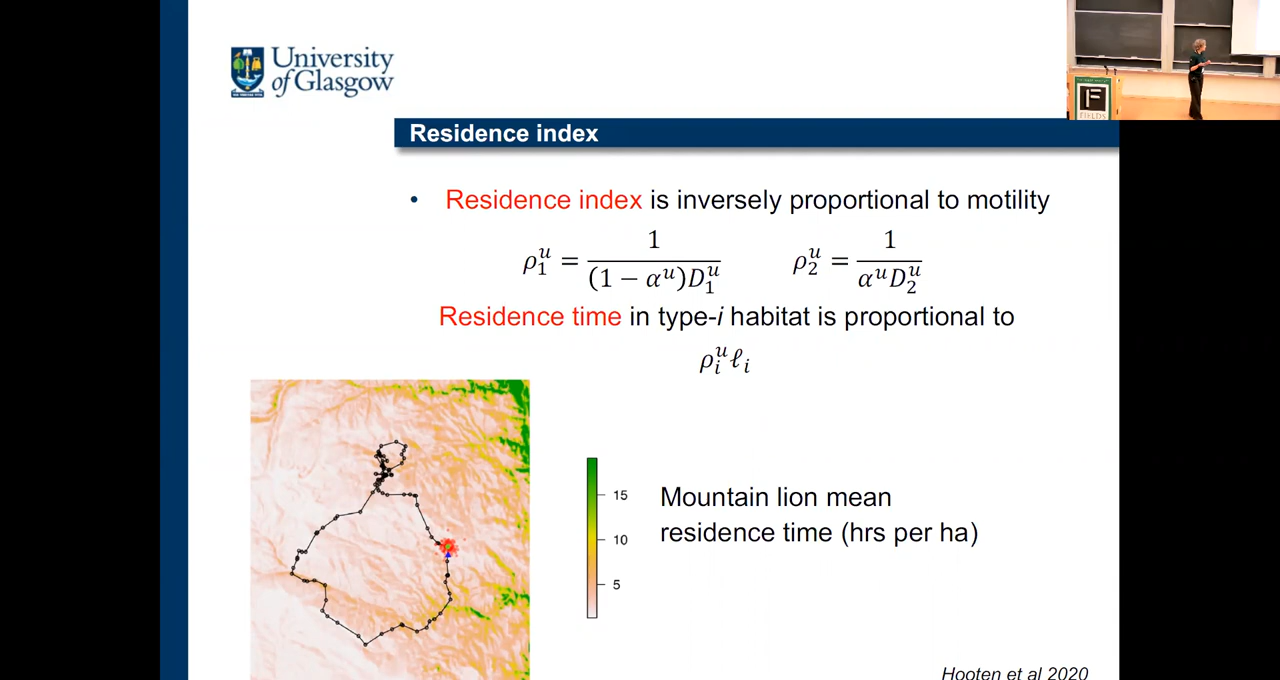 University
of Glasgow
Residence index
• Residence index is inversely proportional to motility
ρ₁ᵘ = 1 / ((1 − αᵘ)D₁ᵘ)    ρ₂ᵘ = 1 / (αᵘD₂ᵘ)
Residence time in type-i habitat is proportional to
ρᵢᵘℓᵢ
15
10
5
Mountain lion mean
residence time (hrs per ha)
Hooten et al 2020
F
FIELDS